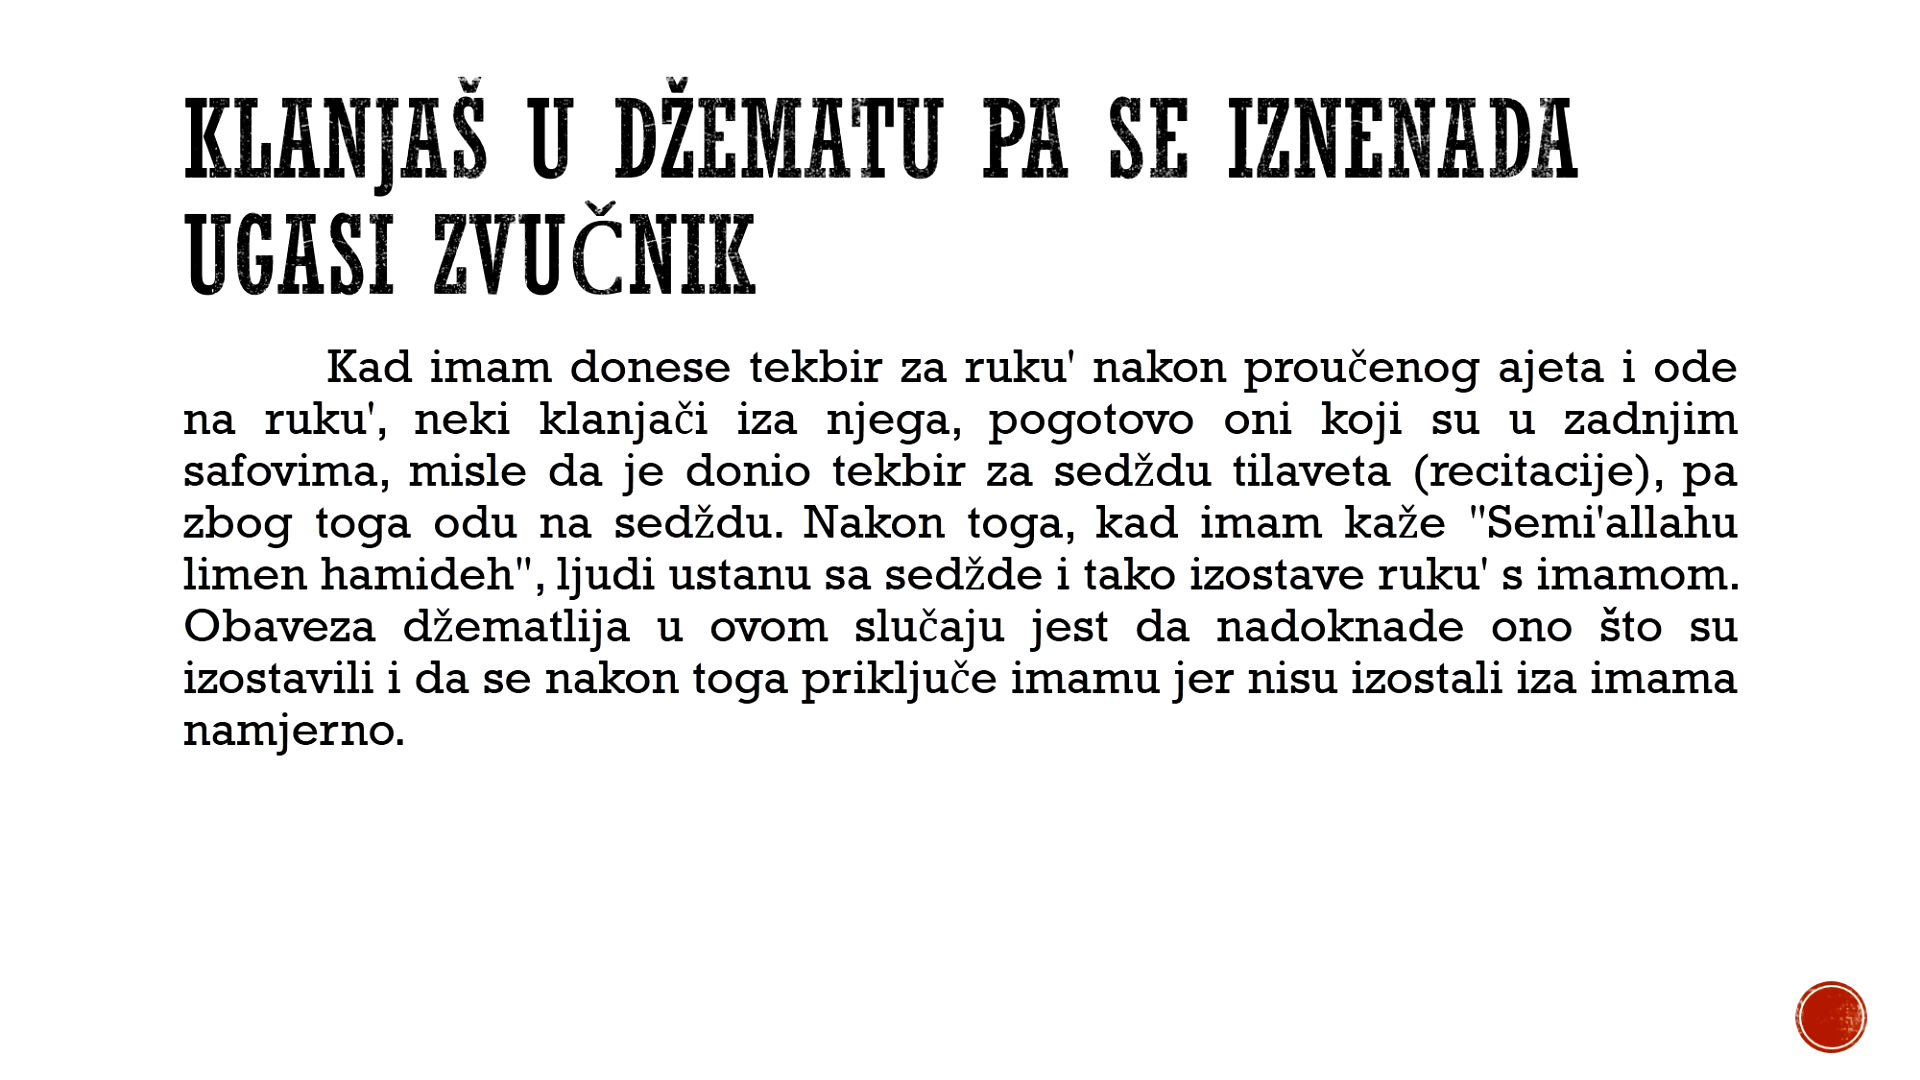 KLANJAŠ U DŽEMATU PA SE IZNENADA
UGASI ZVUČNIK
Kad imam donese tekbir za ruku' nakon proučenog ajeta i ode
na ruku', neki klanjači iza njega, pogotovo oni koji su u zadnjim
safovima, misle da je donio tekbir za sedždu tilaveta (recitacije), pa
zbog toga odu na sedždu. Nakon toga, kad imam kaže "Semi'allahu
limen hamideh", ljudi ustanu sa sedžde i tako izostave ruku' s imamom.
Obaveza džematlija u ovom slučaju jest da nadoknade ono što su
izostavili i da se nakon toga priključe imamu jer nisu izostali iza imama
namjerno.